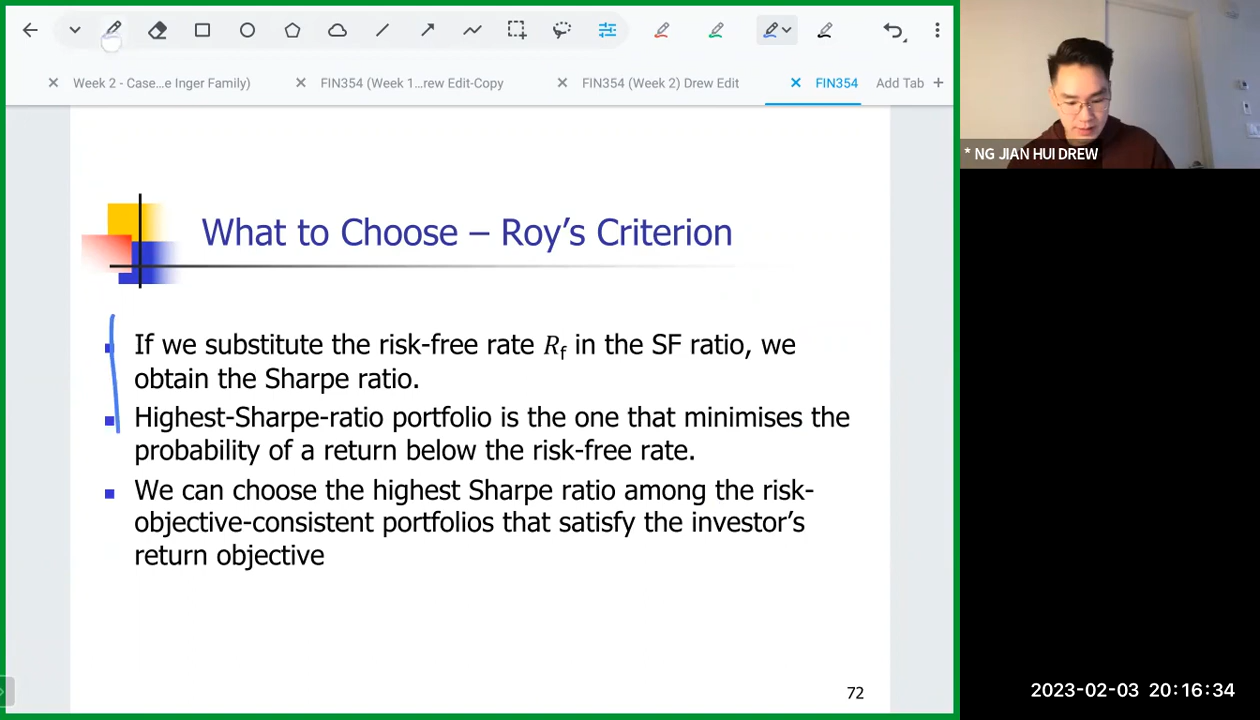 Week 2 - Case...e Inger Family)
FIN354 (Week 1...rew Edit-Copy
FIN354 (Week 2) Drew Edit
FIN354
Add Tab
* NG JIAN HUI DREW
What to Choose – Roy's Criterion
If we substitute the risk-free rate Rf in the SF ratio, we
obtain the Sharpe ratio.
Highest-Sharpe-ratio portfolio is the one that minimises the
probability of a return below the risk-free rate.
We can choose the highest Sharpe ratio among the risk-
objective-consistent portfolios that satisfy the investor's
return objective
72
2023-02-03 20:16:34